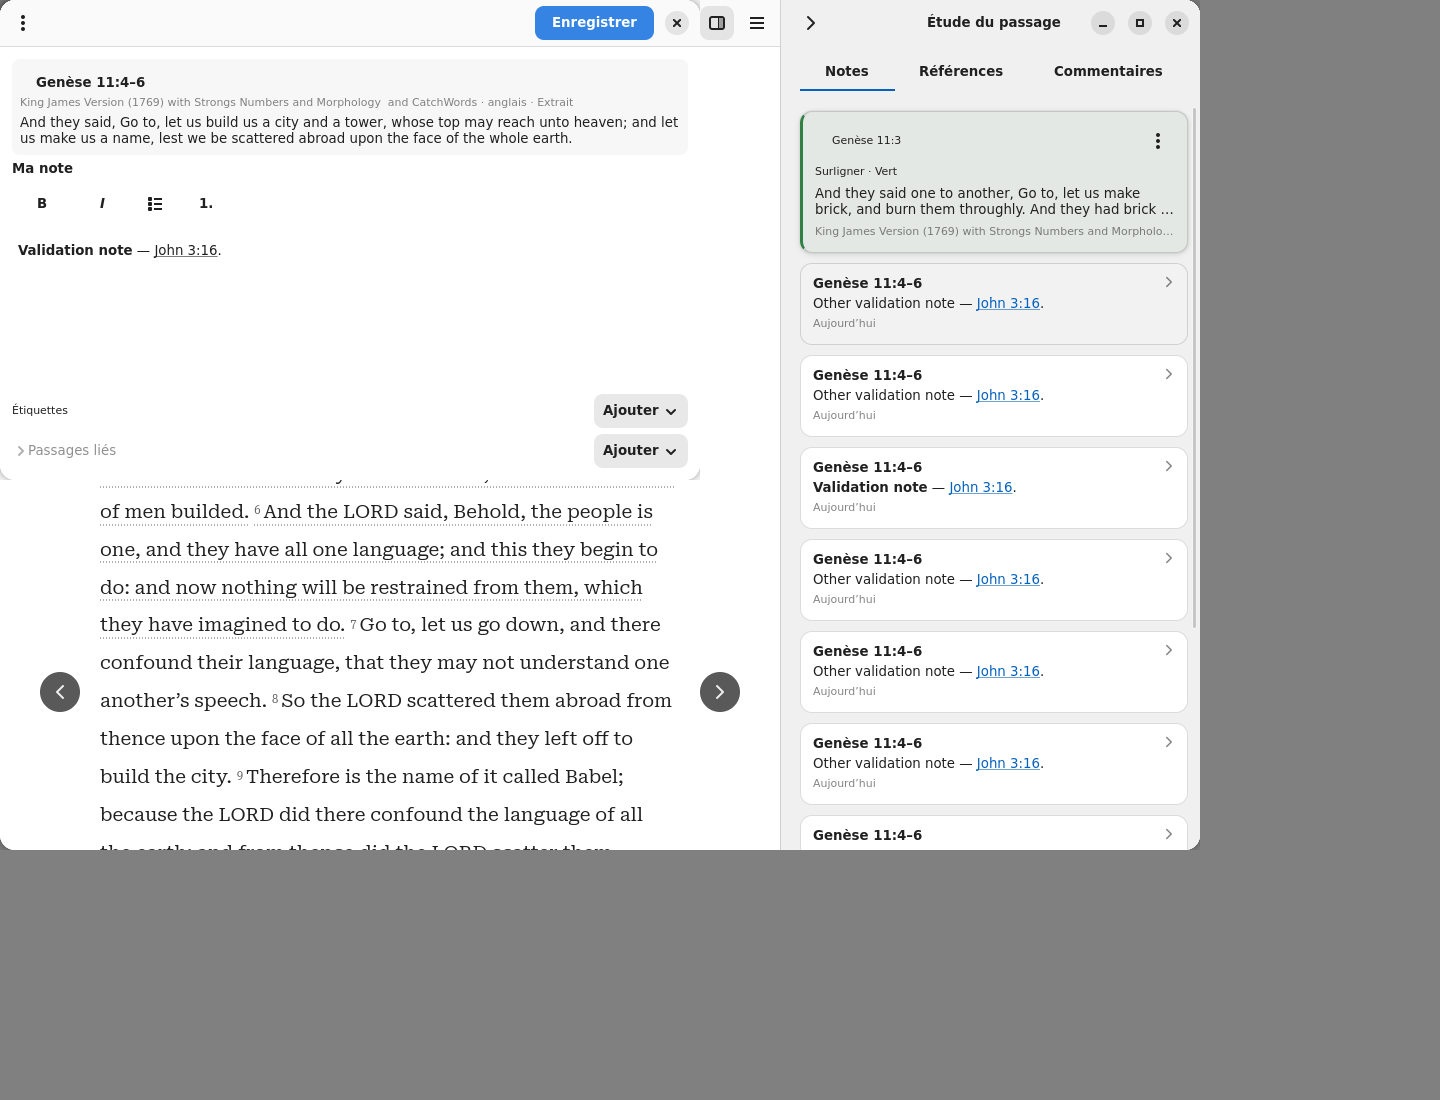 Enregistrer
Genèse 11:4–6
King James Version (1769) with Strongs Numbers and Morphology  and CatchWords · anglais · Extrait
And they said, Go to, let us build us a city and a tower, whose top may reach unto heaven; and let
us make us a name, lest we be scattered abroad upon the face of the whole earth.
Ma note
B I 1.
Validation note — John 3:16.
Étiquettes
Ajouter
Passages liés
Ajouter
of men builded. 6 And the LORD said, Behold, the people is
one, and they have all one language; and this they begin to
do: and now nothing will be restrained from them, which
they have imagined to do. 7 Go to, let us go down, and there
confound their language, that they may not understand one
another’s speech. 8 So the LORD scattered them abroad from
thence upon the face of all the earth: and they left off to
build the city. 9 Therefore is the name of it called Babel;
because the LORD did there confound the language of all
the earth: and from thence did the LORD scatter them
Étude du passage
Notes
Références
Commentaires
Genèse 11:3
Surligner · Vert
And they said one to another, Go to, let us make
brick, and burn them throughly. And they had brick …
King James Version (1769) with Strongs Numbers and Morpholo…
Genèse 11:4–6
Other validation note — John 3:16.
Aujourd’hui
Genèse 11:4–6
Other validation note — John 3:16.
Aujourd’hui
Genèse 11:4–6
Validation note — John 3:16.
Aujourd’hui
Genèse 11:4–6
Other validation note — John 3:16.
Aujourd’hui
Genèse 11:4–6
Other validation note — John 3:16.
Aujourd’hui
Genèse 11:4–6
Other validation note — John 3:16.
Aujourd’hui
Genèse 11:4–6